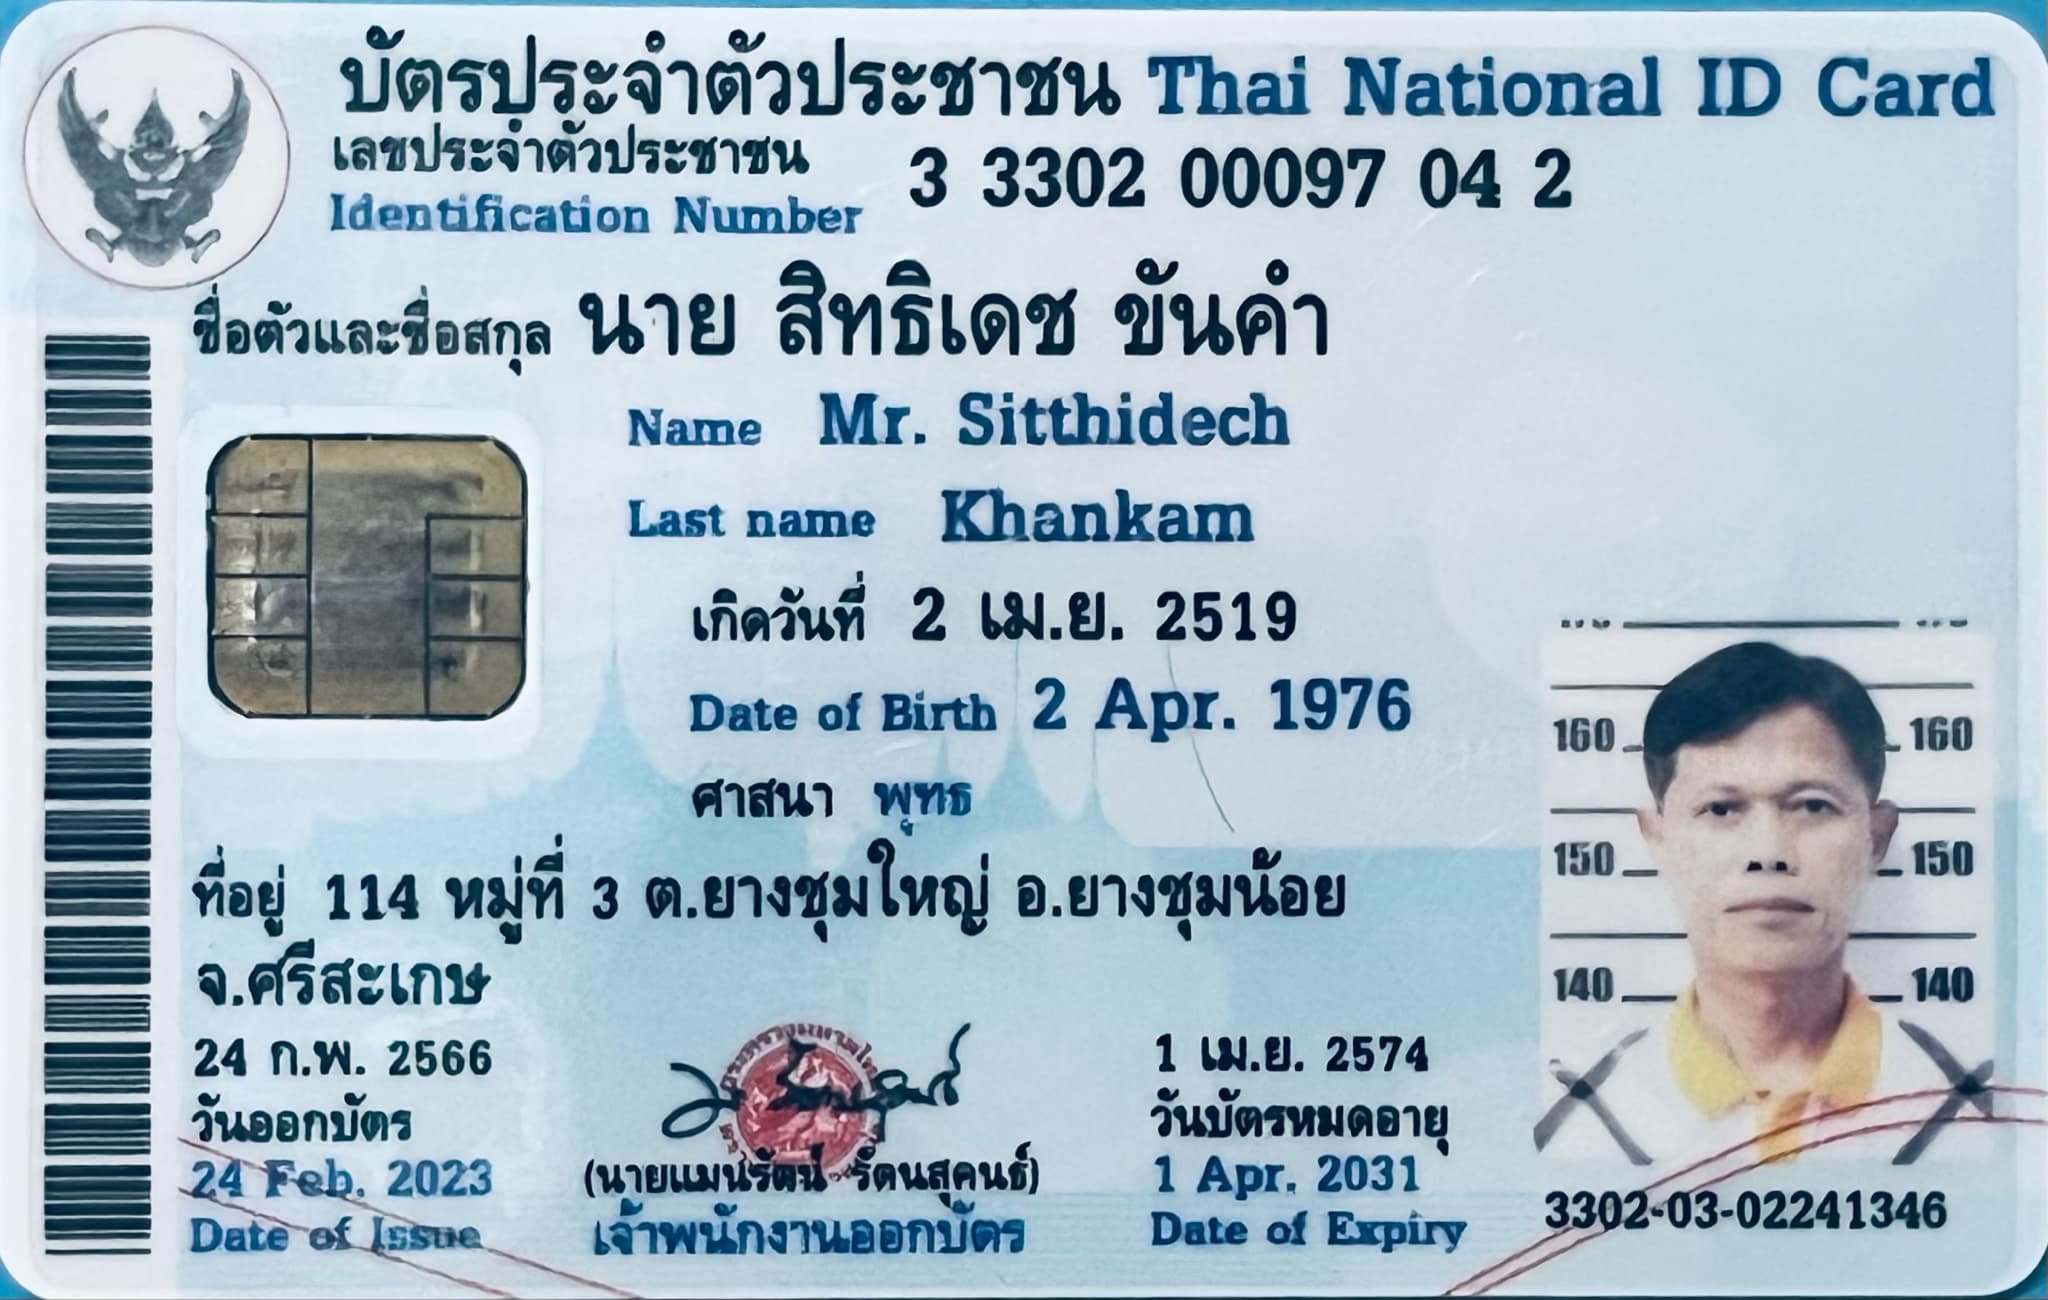 บัตรประจำตัวประชาชน Thai National ID Card
เลขประจำตัวประชาชน 3 3302 00097 04 2
Identification Number
ชื่อตัวและชื่อสกุล นาย สิทธิเดช ขันคำ
Name Mr. Sitthidech
Last name Khankam
เกิดวันที่ 2 เม.ย. 2519
Date of Birth 2 Apr. 1976
ศาสนา พุทธ
ที่อยู่ 114 หมู่ที่ 3 ต.ยางชุมใหญ่ อ.ยางชุมน้อย
จ.ศรีสะเกษ
160 160
150 150
140 140
24 ก.พ. 2566
วันออกบัตร
24 Feb. 2023
Date of Issue
(นายแมนรัตน์ รัตนสุคนธ์)
เจ้าพนักงานออกบัตร
1 เม.ย. 2574
วันบัตรหมดอายุ
1 Apr. 2031
Date of Expiry
3302-03-02241346